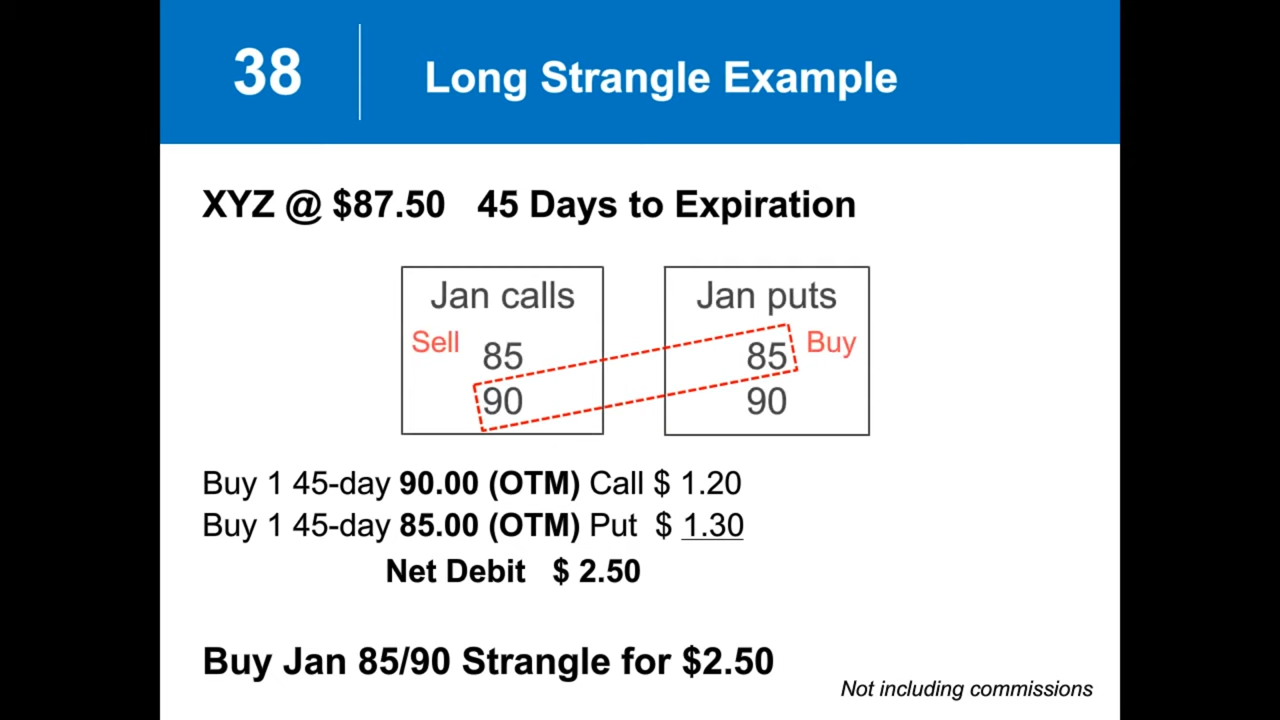 38
Long Strangle Example
XYZ @ $87.50 45 Days to Expiration
Jan calls
Sell
85
90
Jan puts
85
Buy
90
Buy 1 45-day 90.00 (OTM) Call $ 1.20
Buy 1 45-day 85.00 (OTM) Put $ 1.30
Net Debit $ 2.50
Buy Jan 85/90 Strangle for $2.50
Not including commissions